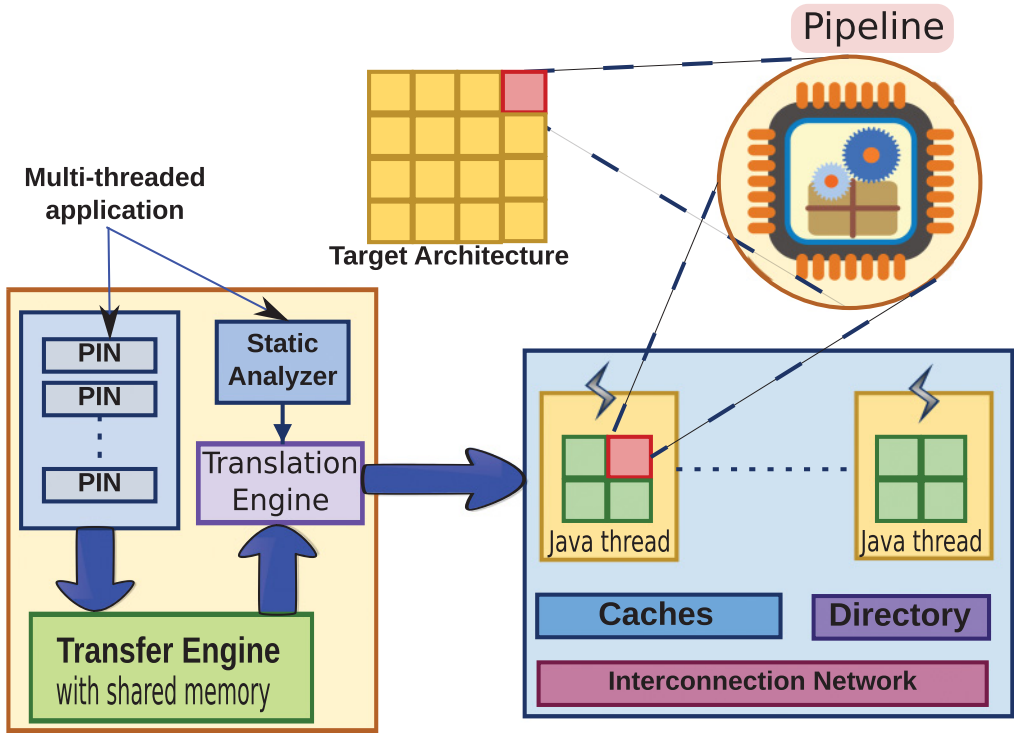 Pipeline
Multi-threaded
application
Target Architecture
PIN
PIN
PIN
Static
Analyzer
Translation
Engine
Transfer Engine
with shared memory
Java thread
Java thread
Caches
Directory
Interconnection Network